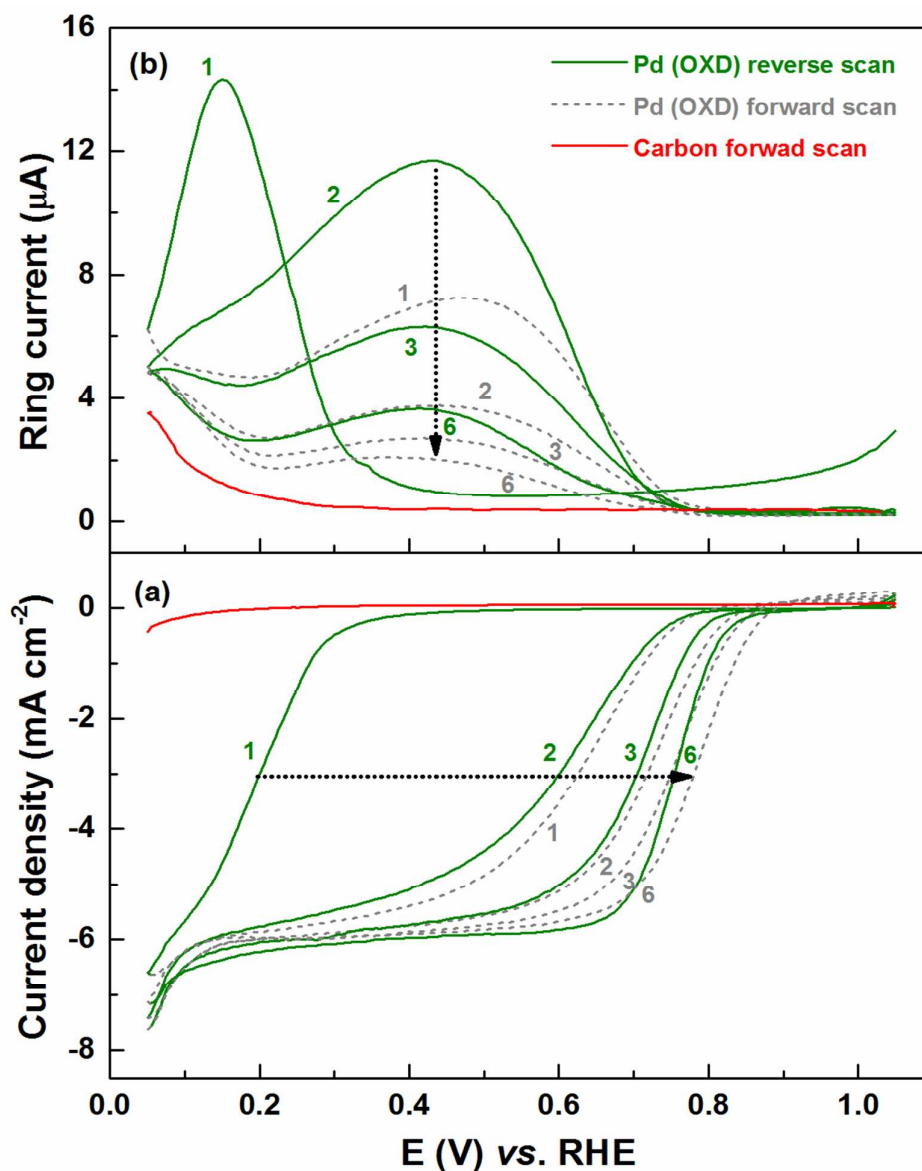 16
12
8
4
0
Ring current (μA)
(b)
Pd (OXD) reverse scan
Pd (OXD) forward scan
Carbon forwad scan
1
2
1
3
2
6
3
6
0
-2
-4
-6
-8
Current density (mA cm-2)
(a)
1
2
3
6
1
2
3
6
0.0 0.2 0.4 0.6 0.8 1.0
E (V) vs. RHE